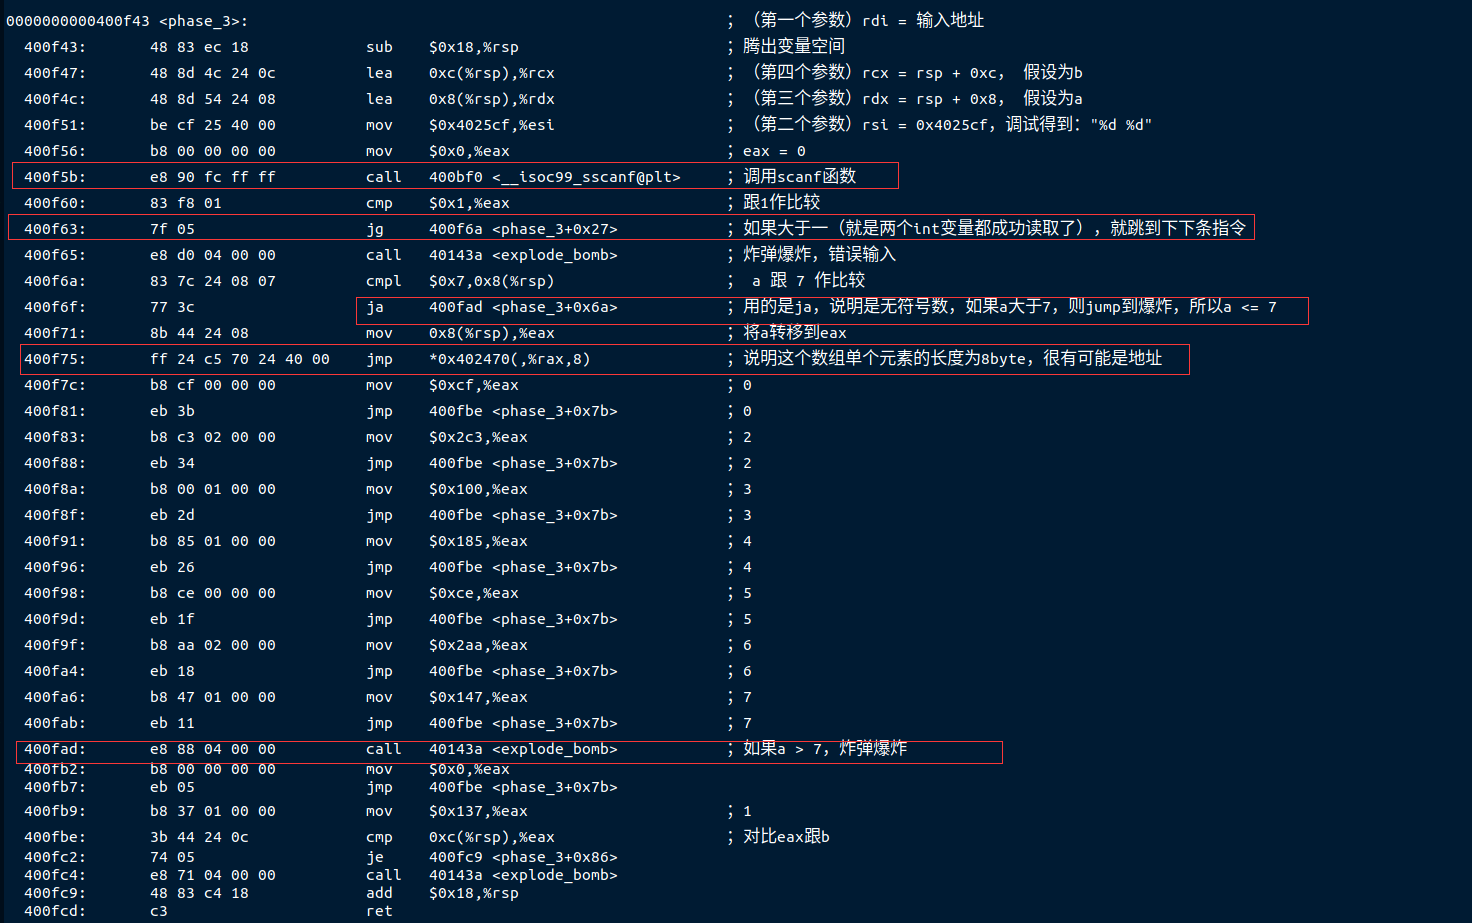 0000000000400f43 <phase_3>: ; （第一个参数）rdi = 输入地址
400f43: 48 83 ec 18 sub $0x18,%rsp ; 腾出变量空间
400f47: 48 8d 4c 24 0c lea 0xc(%rsp),%rcx ; （第四个参数）rcx = rsp + 0xc， 假设为b
400f4c: 48 8d 54 24 08 lea 0x8(%rsp),%rdx ; （第三个参数）rdx = rsp + 0x8， 假设为a
400f51: be cf 25 40 00 mov $0x4025cf,%esi ; （第二个参数）rsi = 0x4025cf，调试得到："%d %d"
400f56: b8 00 00 00 00 mov $0x0,%eax ; eax = 0
400f5b: e8 90 fc ff ff call 400bf0 <__isoc99_sscanf@plt> ; 调用scanf函数
400f60: 83 f8 01 cmp $0x1,%eax ; 跟1作比较
400f63: 7f 05 jg 400f6a <phase_3+0x27> ; 如果大于一（就是两个int变量都成功读取了），就跳到下下条指令
400f65: e8 d0 04 00 00 call 40143a <explode_bomb> ; 炸弹爆炸，错误输入
400f6a: 83 7c 24 08 07 cmpl $0x7,0x8(%rsp) ; a 跟 7 作比较
400f6f: 77 3c ja 400fad <phase_3+0x6a> ; 用的是ja，说明是无符号数，如果a大于7，则jump到爆炸，所以a <= 7
400f71: 8b 44 24 08 mov 0x8(%rsp),%eax ; 将a转移到eax
400f75: ff 24 c5 70 24 40 00 jmp *0x402470(,%rax,8) ; 说明这个数组单个元素的长度为8byte，很有可能是地址
400f7c: b8 cf 00 00 00 mov $0xcf,%eax ; 0
400f81: eb 3b jmp 400fbe <phase_3+0x7b> ; 0
400f83: b8 c3 02 00 00 mov $0x2c3,%eax ; 2
400f88: eb 34 jmp 400fbe <phase_3+0x7b> ; 2
400f8a: b8 00 01 00 00 mov $0x100,%eax ; 3
400f8f: eb 2d jmp 400fbe <phase_3+0x7b> ; 3
400f91: b8 85 01 00 00 mov $0x185,%eax ; 4
400f96: eb 26 jmp 400fbe <phase_3+0x7b> ; 4
400f98: b8 ce 00 00 00 mov $0xce,%eax ; 5
400f9d: eb 1f jmp 400fbe <phase_3+0x7b> ; 5
400f9f: b8 aa 02 00 00 mov $0x2aa,%eax ; 6
400fa4: eb 18 jmp 400fbe <phase_3+0x7b> ; 6
400fa6: b8 47 01 00 00 mov $0x147,%eax ; 7
400fab: eb 11 jmp 400fbe <phase_3+0x7b> ; 7
400fad: e8 88 04 00 00 call 40143a <explode_bomb> ; 如果a > 7，炸弹爆炸
400fb2: b8 00 00 00 00 mov $0x0,%eax
400fb7: eb 05 jmp 400fbe <phase_3+0x7b>
400fb9: b8 37 01 00 00 mov $0x137,%eax ; 1
400fbe: 3b 44 24 0c cmp 0xc(%rsp),%eax ; 对比eax跟b
400fc2: 74 05 je 400fc9 <phase_3+0x86>
400fc4: e8 71 04 00 00 call 40143a <explode_bomb>
400fc9: 48 83 c4 18 add $0x18,%rsp
400fcd: c3 ret